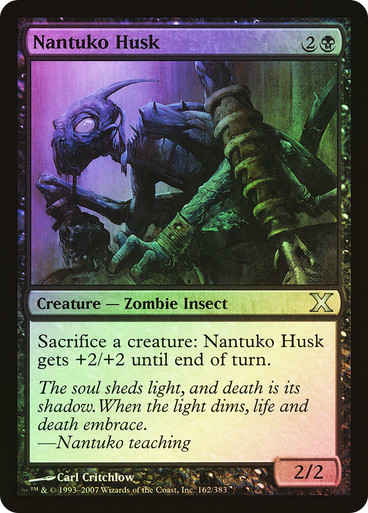 Nantuko Husk 2
Creature — Zombie Insect X
Sacrifice a creature: Nantuko Husk
gets +2/+2 until end of turn.
The soul sheds light, and death is its
shadow. When the light dims, life and
death embrace.
—Nantuko teaching
2/2
Carl Critchlow
™ & © 1993–2007 Wizards of the Coast, Inc. 162/383